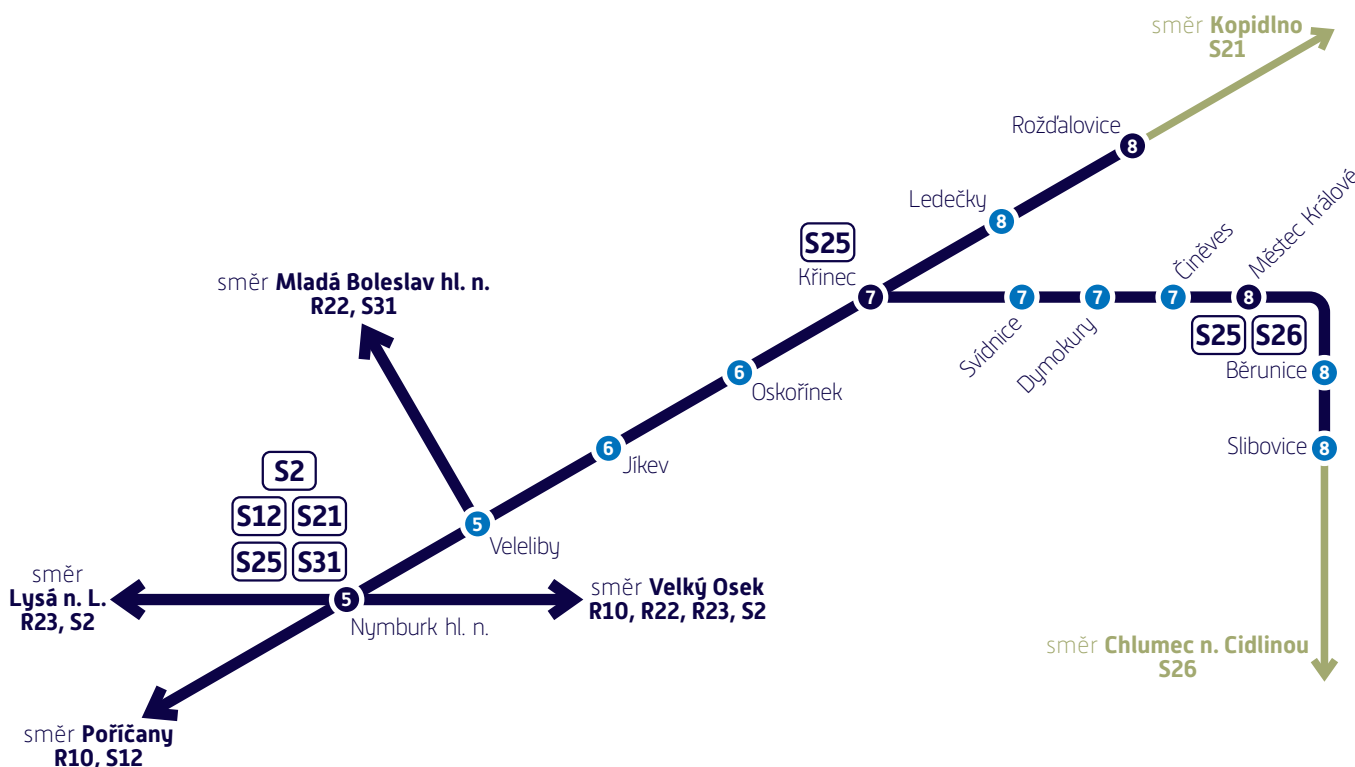 směr Kopidlno
S21
Rožďalovice
8
Ledečky
8
S25
Křinec
7
Svídnice
7
Dymokury
7
Činěves
7
Městec Králové
8
S25 S26
Běrunice
8
Slibovice
8
směr Chlumec n. Cidlinou
S26
směr Mladá Boleslav hl. n.
R22, S31
Oskořínek
6
Jíkev
6
Veleliby
5
S2
S12 S21
S25 S31
Nymburk hl. n.
5
směr
Lysá n. L.
R23, S2
směr Velký Osek
R10, R22, R23, S2
směr Poříčany
R10, S12